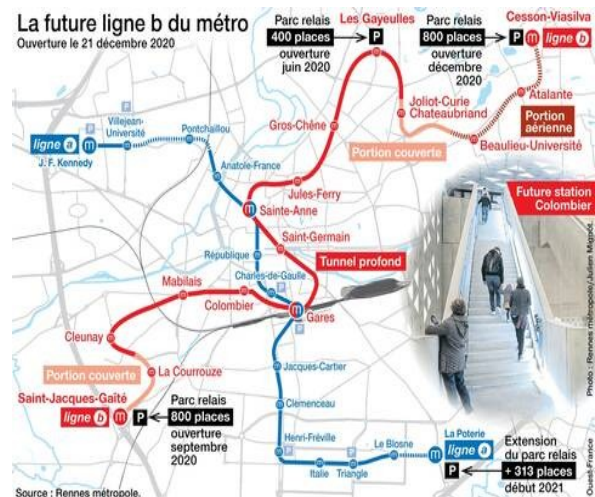 La future ligne b du métro
Ouverture le 21 décembre 2020
Parc relais
400 places
ouverture
juin 2020
P
Les Gayeulles
Parc relais
800 places
ouverture
décembre
2020
Cesson-Viasilva
P m ligne b
Atalante
Joliot-Curie
Chateaubriand
Portion
aérienne
Beaulieu-Université
Portion couverte
Gros-Chêne
P
Villejean-
Université
Pontchaillou
P
ligne a m
J. F. Kennedy
Anatole-France
Jules-Ferry
m Sainte-Anne
Saint-Germain
République
Tunnel profond
Charles-de-Gaulle
P
Mabilais
Colombier
m Gares
P
Cleunay
La Courrouze
Portion couverte
Saint-Jacques-Gaîté
ligne b m P
Parc relais
800 places
ouverture
septembre
2020
Jacques-Cartier
Clemenceau
Henri-Fréville
P
Italie
Triangle
Le Blosne
La Poterie
m ligne a
P
Extension du
parc relais
+ 313 places
début 2021
Future station
Colombier
Photo : Rennes métropole/Julien Mignot.
Ouest-France
Source : Rennes métropole.